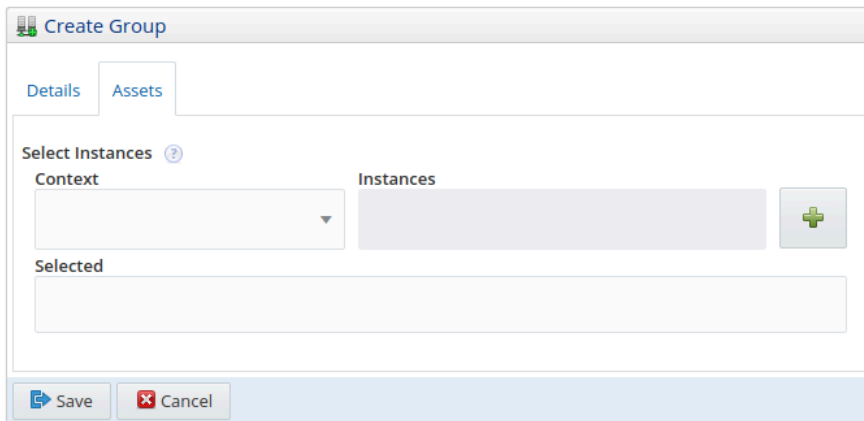 Create Group
Details Assets
Select Instances ?
Context Instances
Selected
Save Cancel